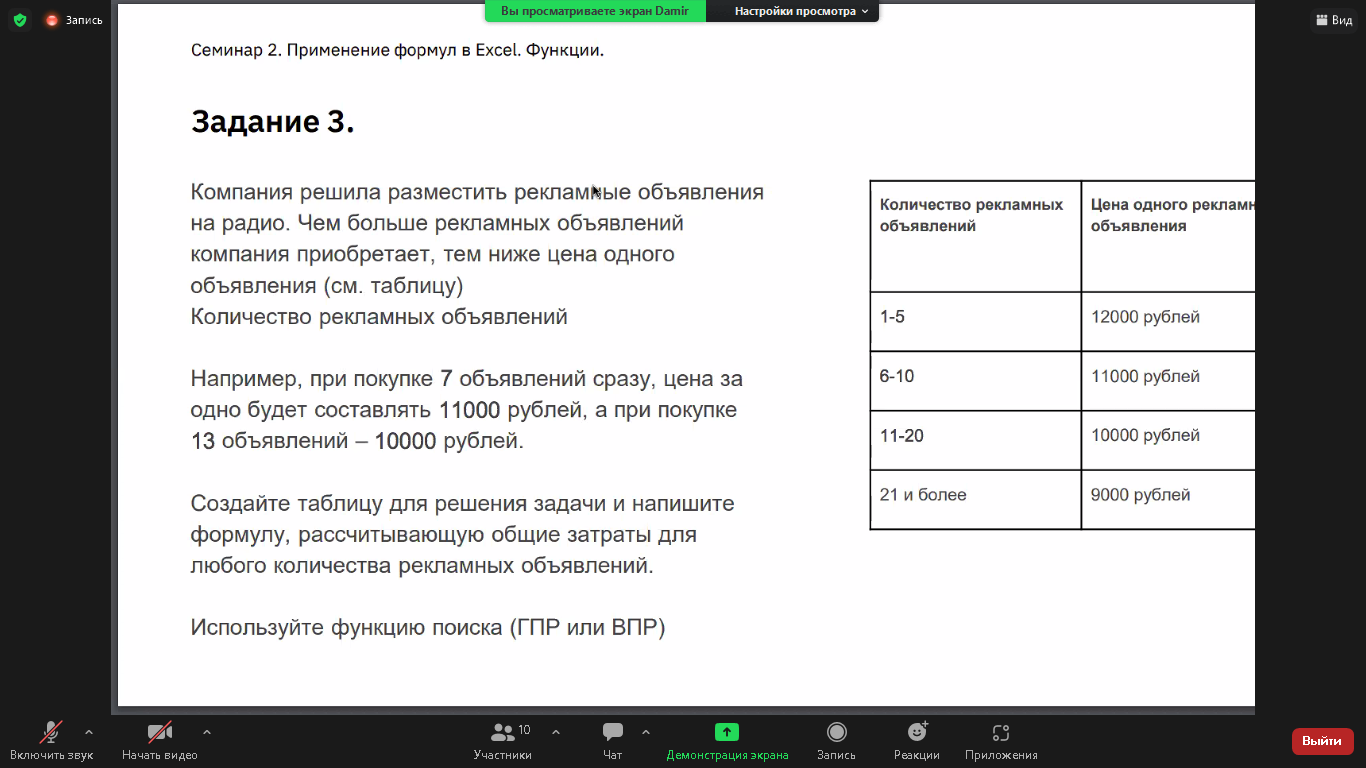 Запись
Вы просматриваете экран Damir
Настройки просмотра
Вид
Семинар 2. Применение формул в Excel. Функции.
Задание 3.
Компания решила разместить рекламные объявления
на радио. Чем больше рекламных объявлений
компания приобретает, тем ниже цена одного
объявления (см. таблицу)
Количество рекламных объявлений
Например, при покупке 7 объявлений сразу, цена за
одно будет составлять 11000 рублей, а при покупке
13 объявлений – 10000 рублей.
Создайте таблицу для решения задачи и напишите
формулу, рассчитывающую общие затраты для
любого количества рекламных объявлений.
Используйте функцию поиска (ГПР или ВПР)
Количество рекламных
объявлений
Цена одного рекламн
объявления
1-5
12000 рублей
6-10
11000 рублей
11-20
10000 рублей
21 и более
9000 рублей
Включить звук
Начать видео
10
Участники
Чат
Демонстрация экрана
Запись
Реакции
Приложения
Выйти